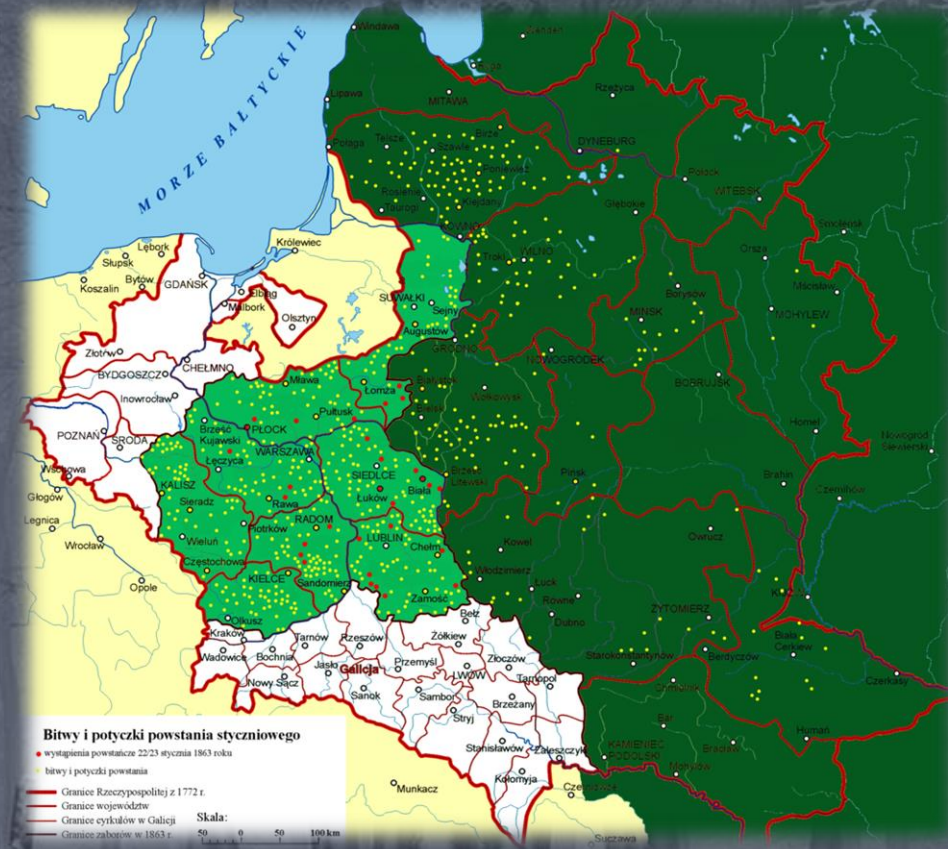 Windawa
Wenden
Ryga
Lipawa
MITAWA
Rzeżyca
MORZE BAŁTYCKIE
Połąga
Telsze
Szawle
Birże
DYNEBURG
Poniewież
Połock
WITEBSK
Rosienie
Kiejdany
Taurogi
Głębokie
Smoleńsk
KOWNO
Lębork
Słupsk
Królewiec
Troki
WILNO
Orsza
Bytów
Koszalin
GDAŃSK
Elbląg
Malbork
SUWAŁKI
Sejny
Borysów
Mścisław
MIŃSK
MOHYLEW
Olsztyn
Augustów
GRODNO
NOWOGRÓDEK
Złotów
CHEŁMNO
BYDGOSZCZ
Mława
Łomża
Białystok
Wołkowysk
BOBRUJSK
Inowrocław
Pułtusk
Bielsk
POZNAŃ
ŚRODA
Brześć
Kujawski
PŁOCK
WARSZAWA
Homel
Nowogród
Siewierski
Łęczyca
SIEDLCE
Brześć
Litewski
Pińsk
Wschowa
KALISZ
Biała
Głogów
Sieradz
Rawa
Łuków
Czernihów
Legnica
Piotrków
RADOM
LUBLIN
Wrocław
Wieluń
Chełm
Kowel
Owrucz
Częstochowa
Opole
KIELCE
Sandomierz
Zamość
Włodzimierz
Łuck
Równe
Dubno
ŻYTOMIERZ
Olkusz
Kraków
Bełz
Tarnów
Rzeszów
Żółkiew
Biała
Cerkiew
Wadowice
Bochnia
Jasło
Galicja
Przemyśl
LWÓW
Złoczów
Starokonstantynów
Berdyczów
Nowy Sącz
Sanok
Sambor
Tarnopol
Brzeżany
Czerkasy
Stryj
Bar
Stanisławów
Zaleszczyki
KAMIENIEC
PODOLSKI
Bracław
Humań
Kołomyja
Mohylów
Munkacz
Suczawa
Bitwy i potyczki powstania styczniowego
wystąpienia powstańcze 22/23 stycznia 1863 roku
bitwy i potyczki powstania
Granice Rzeczypospolitej z 1772 r.
Granice województw
Granice cyrkułów w Galicji
Granice zaborów w 1863 r.
Skala:
50 0 50 100 km